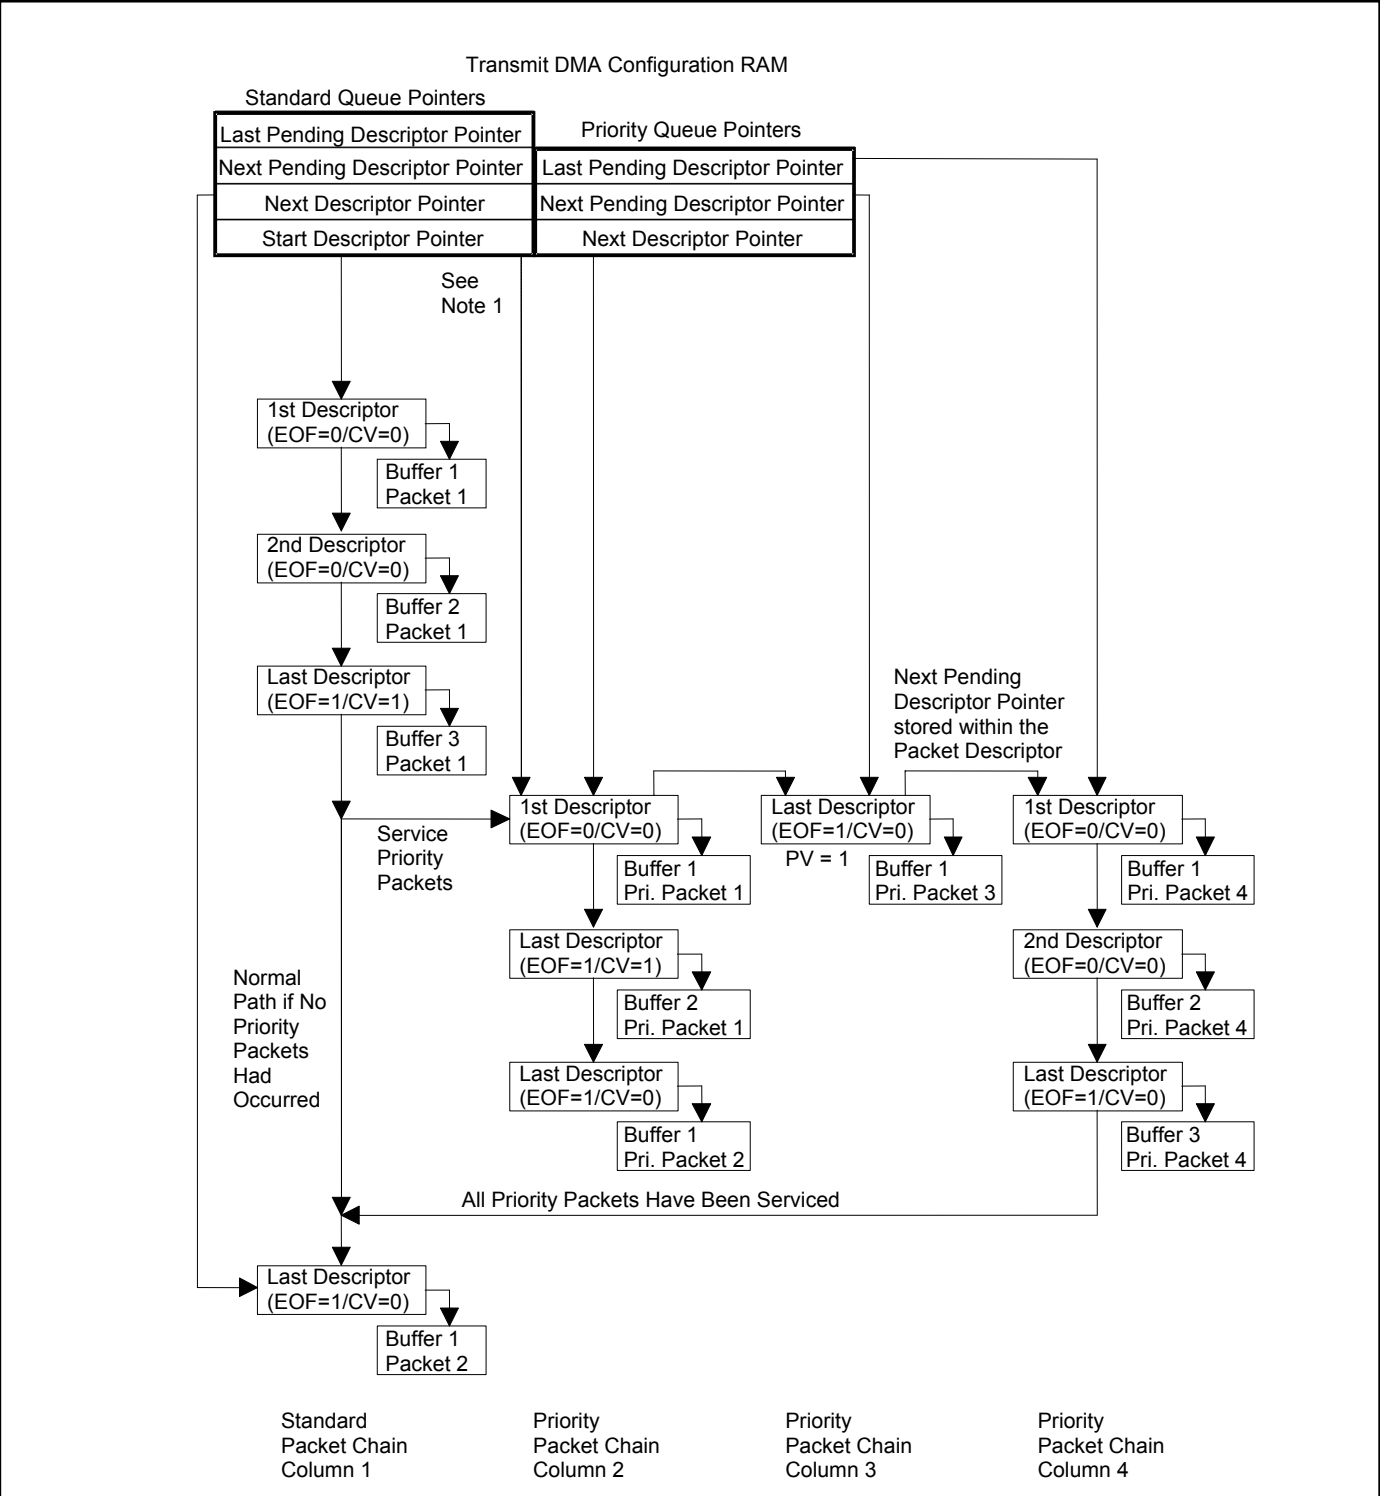 Transmit DMA Configuration RAM
Standard Queue Pointers
Priority Queue Pointers
Last Pending Descriptor Pointer
Next Pending Descriptor Pointer
Next Descriptor Pointer
Start Descriptor Pointer
Last Pending Descriptor Pointer
Next Pending Descriptor Pointer
Next Descriptor Pointer
See
Note 1
1st Descriptor
(EOF=0/CV=0)
Buffer 1
Packet 1
2nd Descriptor
(EOF=0/CV=0)
Buffer 2
Packet 1
Last Descriptor
(EOF=1/CV=1)
Buffer 3
Packet 1
Next Pending
Descriptor Pointer
stored within the
Packet Descriptor
Service
Priority
Packets
1st Descriptor
(EOF=0/CV=0)
Buffer 1
Pri. Packet 1
Last Descriptor
(EOF=1/CV=1)
Buffer 2
Pri. Packet 1
Last Descriptor
(EOF=1/CV=0)
Buffer 1
Pri. Packet 2
Last Descriptor
(EOF=1/CV=0)
PV = 1
Buffer 1
Pri. Packet 3
1st Descriptor
(EOF=0/CV=0)
Buffer 1
Pri. Packet 4
2nd Descriptor
(EOF=0/CV=0)
Buffer 2
Pri. Packet 4
Last Descriptor
(EOF=1/CV=0)
Buffer 3
Pri. Packet 4
Normal
Path if No
Priority
Packets
Had
Occurred
All Priority Packets Have Been Serviced
Last Descriptor
(EOF=1/CV=0)
Buffer 1
Packet 2
Standard
Packet Chain
Column 1
Priority
Packet Chain
Column 2
Priority
Packet Chain
Column 3
Priority
Packet Chain
Column 4